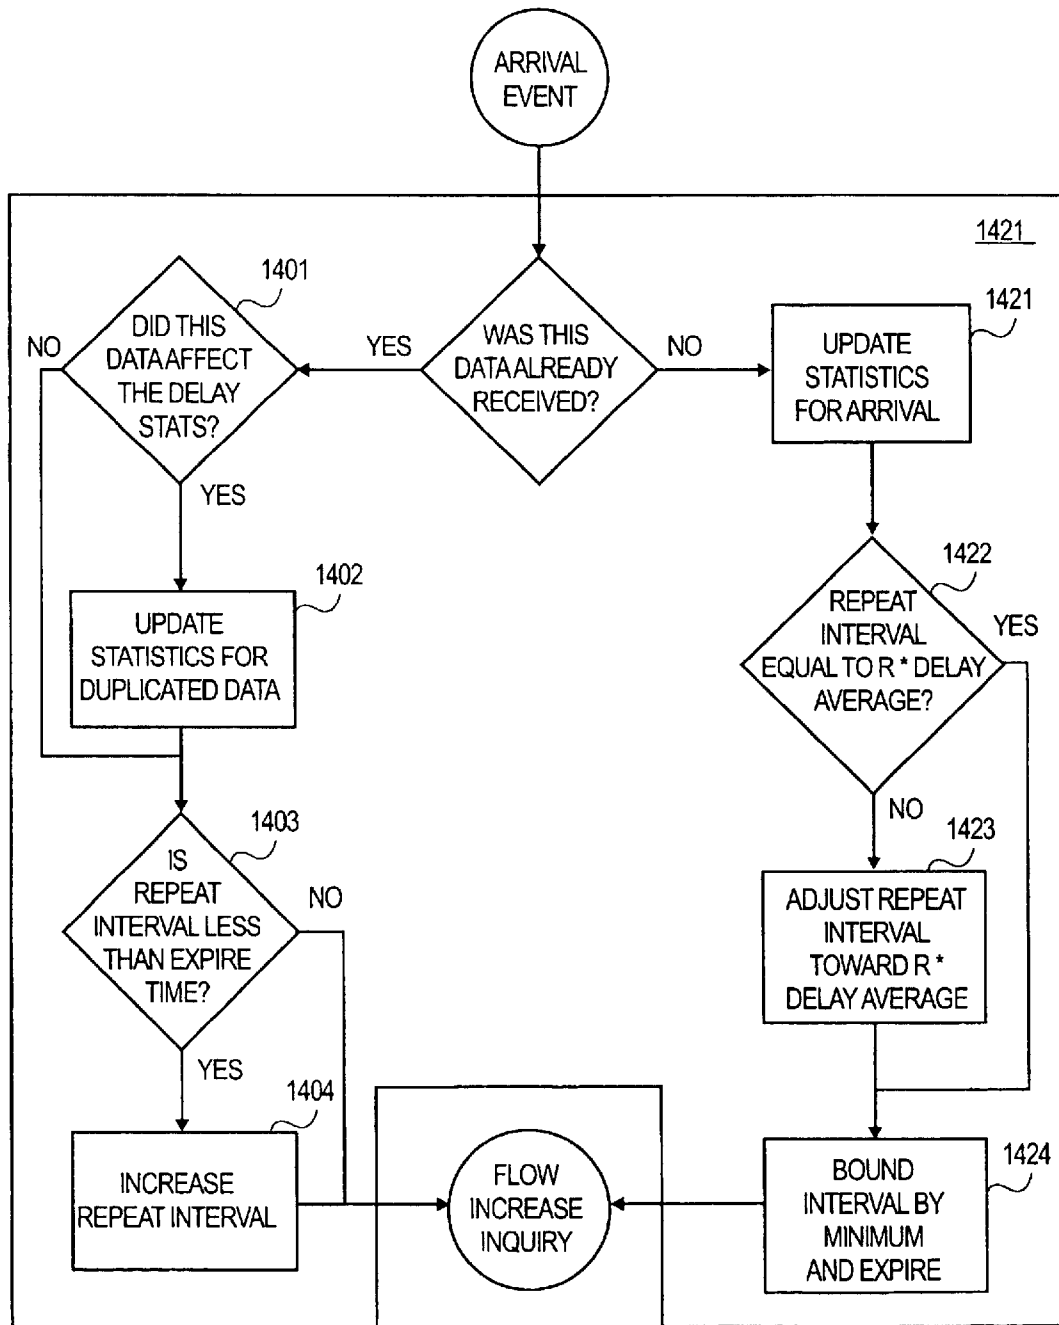 ARRIVAL
EVENT
1421
1401
DID THIS
DATA AFFECT
THE DELAY
STATS?
NO
YES
YES
WAS THIS
DATA ALREADY
RECEIVED?
NO
1421
UPDATE
STATISTICS
FOR ARRIVAL
1402
UPDATE
STATISTICS FOR
DUPLICATED DATA
1422
REPEAT
INTERVAL
EQUAL TO R * DELAY
AVERAGE?
YES
NO
1403
IS
REPEAT
INTERVAL LESS
THAN EXPIRE
TIME?
NO
YES
1423
ADJUST REPEAT
INTERVAL
TOWARD R *
DELAY AVERAGE
1404
INCREASE
REPEAT INTERVAL
FLOW
INCREASE
INQUIRY
1424
BOUND
INTERVAL BY
MINIMUM
AND EXPIRE